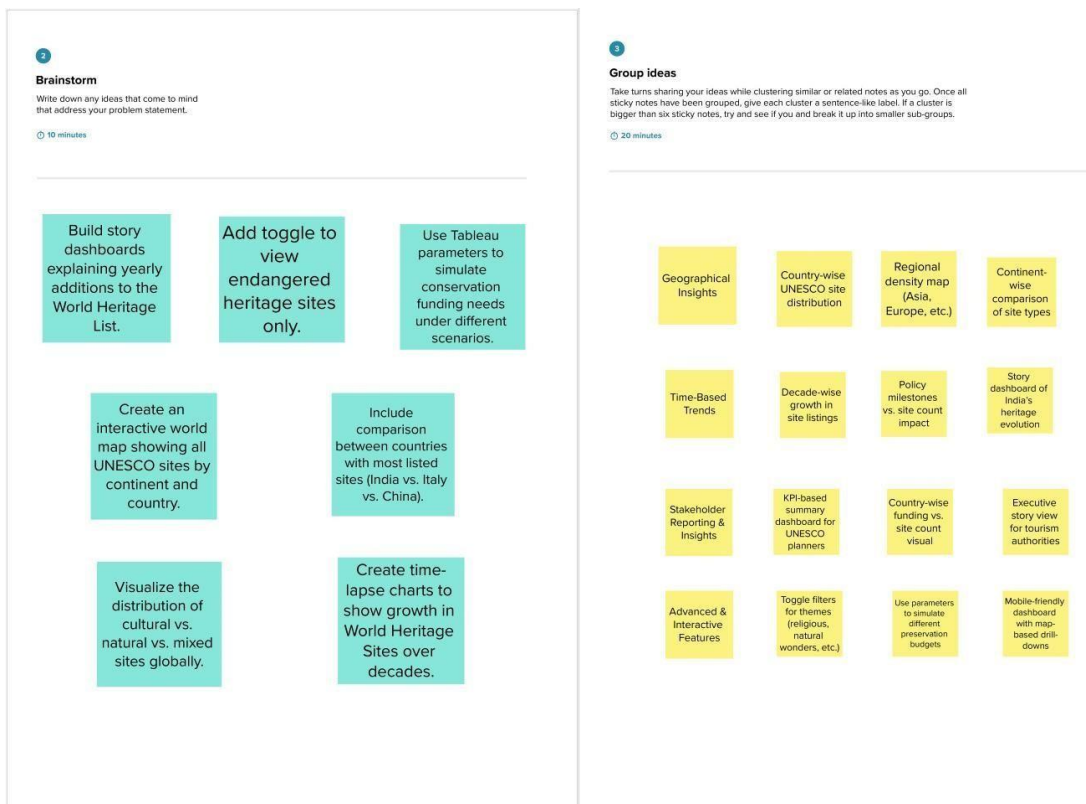 2
Brainstorm
Write down any ideas that come to mind
that address your problem statement.
10 minutes
Build story
dashboards
explaining yearly
additions to the
World Heritage
List.
Add toggle to
view
endangered
heritage sites
only.
Use Tableau
parameters to
simulate
conservation
funding needs
under different
scenarios.
Create an
interactive world
map showing all
UNESCO sites by
continent and
country.
Include
comparison
between countries
with most listed
sites (India vs. Italy
vs. China).
Visualize the
distribution of
cultural vs.
natural vs. mixed
sites globally.
Create time-
lapse charts to
show growth in
World Heritage
Sites over
decades.
3
Group ideas
Take turns sharing your ideas while clustering similar or related notes as you go. Once all
sticky notes have been grouped, give each cluster a sentence-like label. If a cluster is
bigger than six sticky notes, try and see if you and break it up into smaller sub-groups.
20 minutes
Geographical
Insights
Country-wise
UNESCO site
distribution
Regional
density map
(Asia,
Europe, etc.)
Continent-
wise
comparison
of site types
Time-Based
Trends
Decade-wise
growth in
site listings
Policy
milestones
vs. site count
impact
Story
dashboard of
India's
heritage
evolution
Stakeholder
Reporting &
Insights
KPI-based
summary
dashboard for
UNESCO
planners
Country-wise
funding vs.
site count
visual
Executive
story view
for tourism
authorities
Advanced &
Interactive
Features
Toggle filters
for themes
(religious,
natural
wonders, etc.)
Use parameters
to simulate
different
preservation
budgets
Mobile-friendly
dashboard
with map-
based drill-
downs